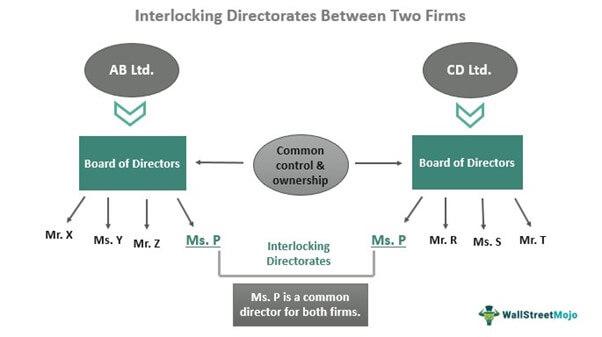 Interlocking Directorates Between Two Firms
AB Ltd.
CD Ltd.
Board of Directors
Common
control &
ownership
Board of Directors
Mr. X
Ms. Y
Mr. Z
Ms. P
Interlocking
Directorates
Ms. P
Mr. R
Ms. S
Mr. T
Ms. P is a common
director for both firms.
WallStreetMojo